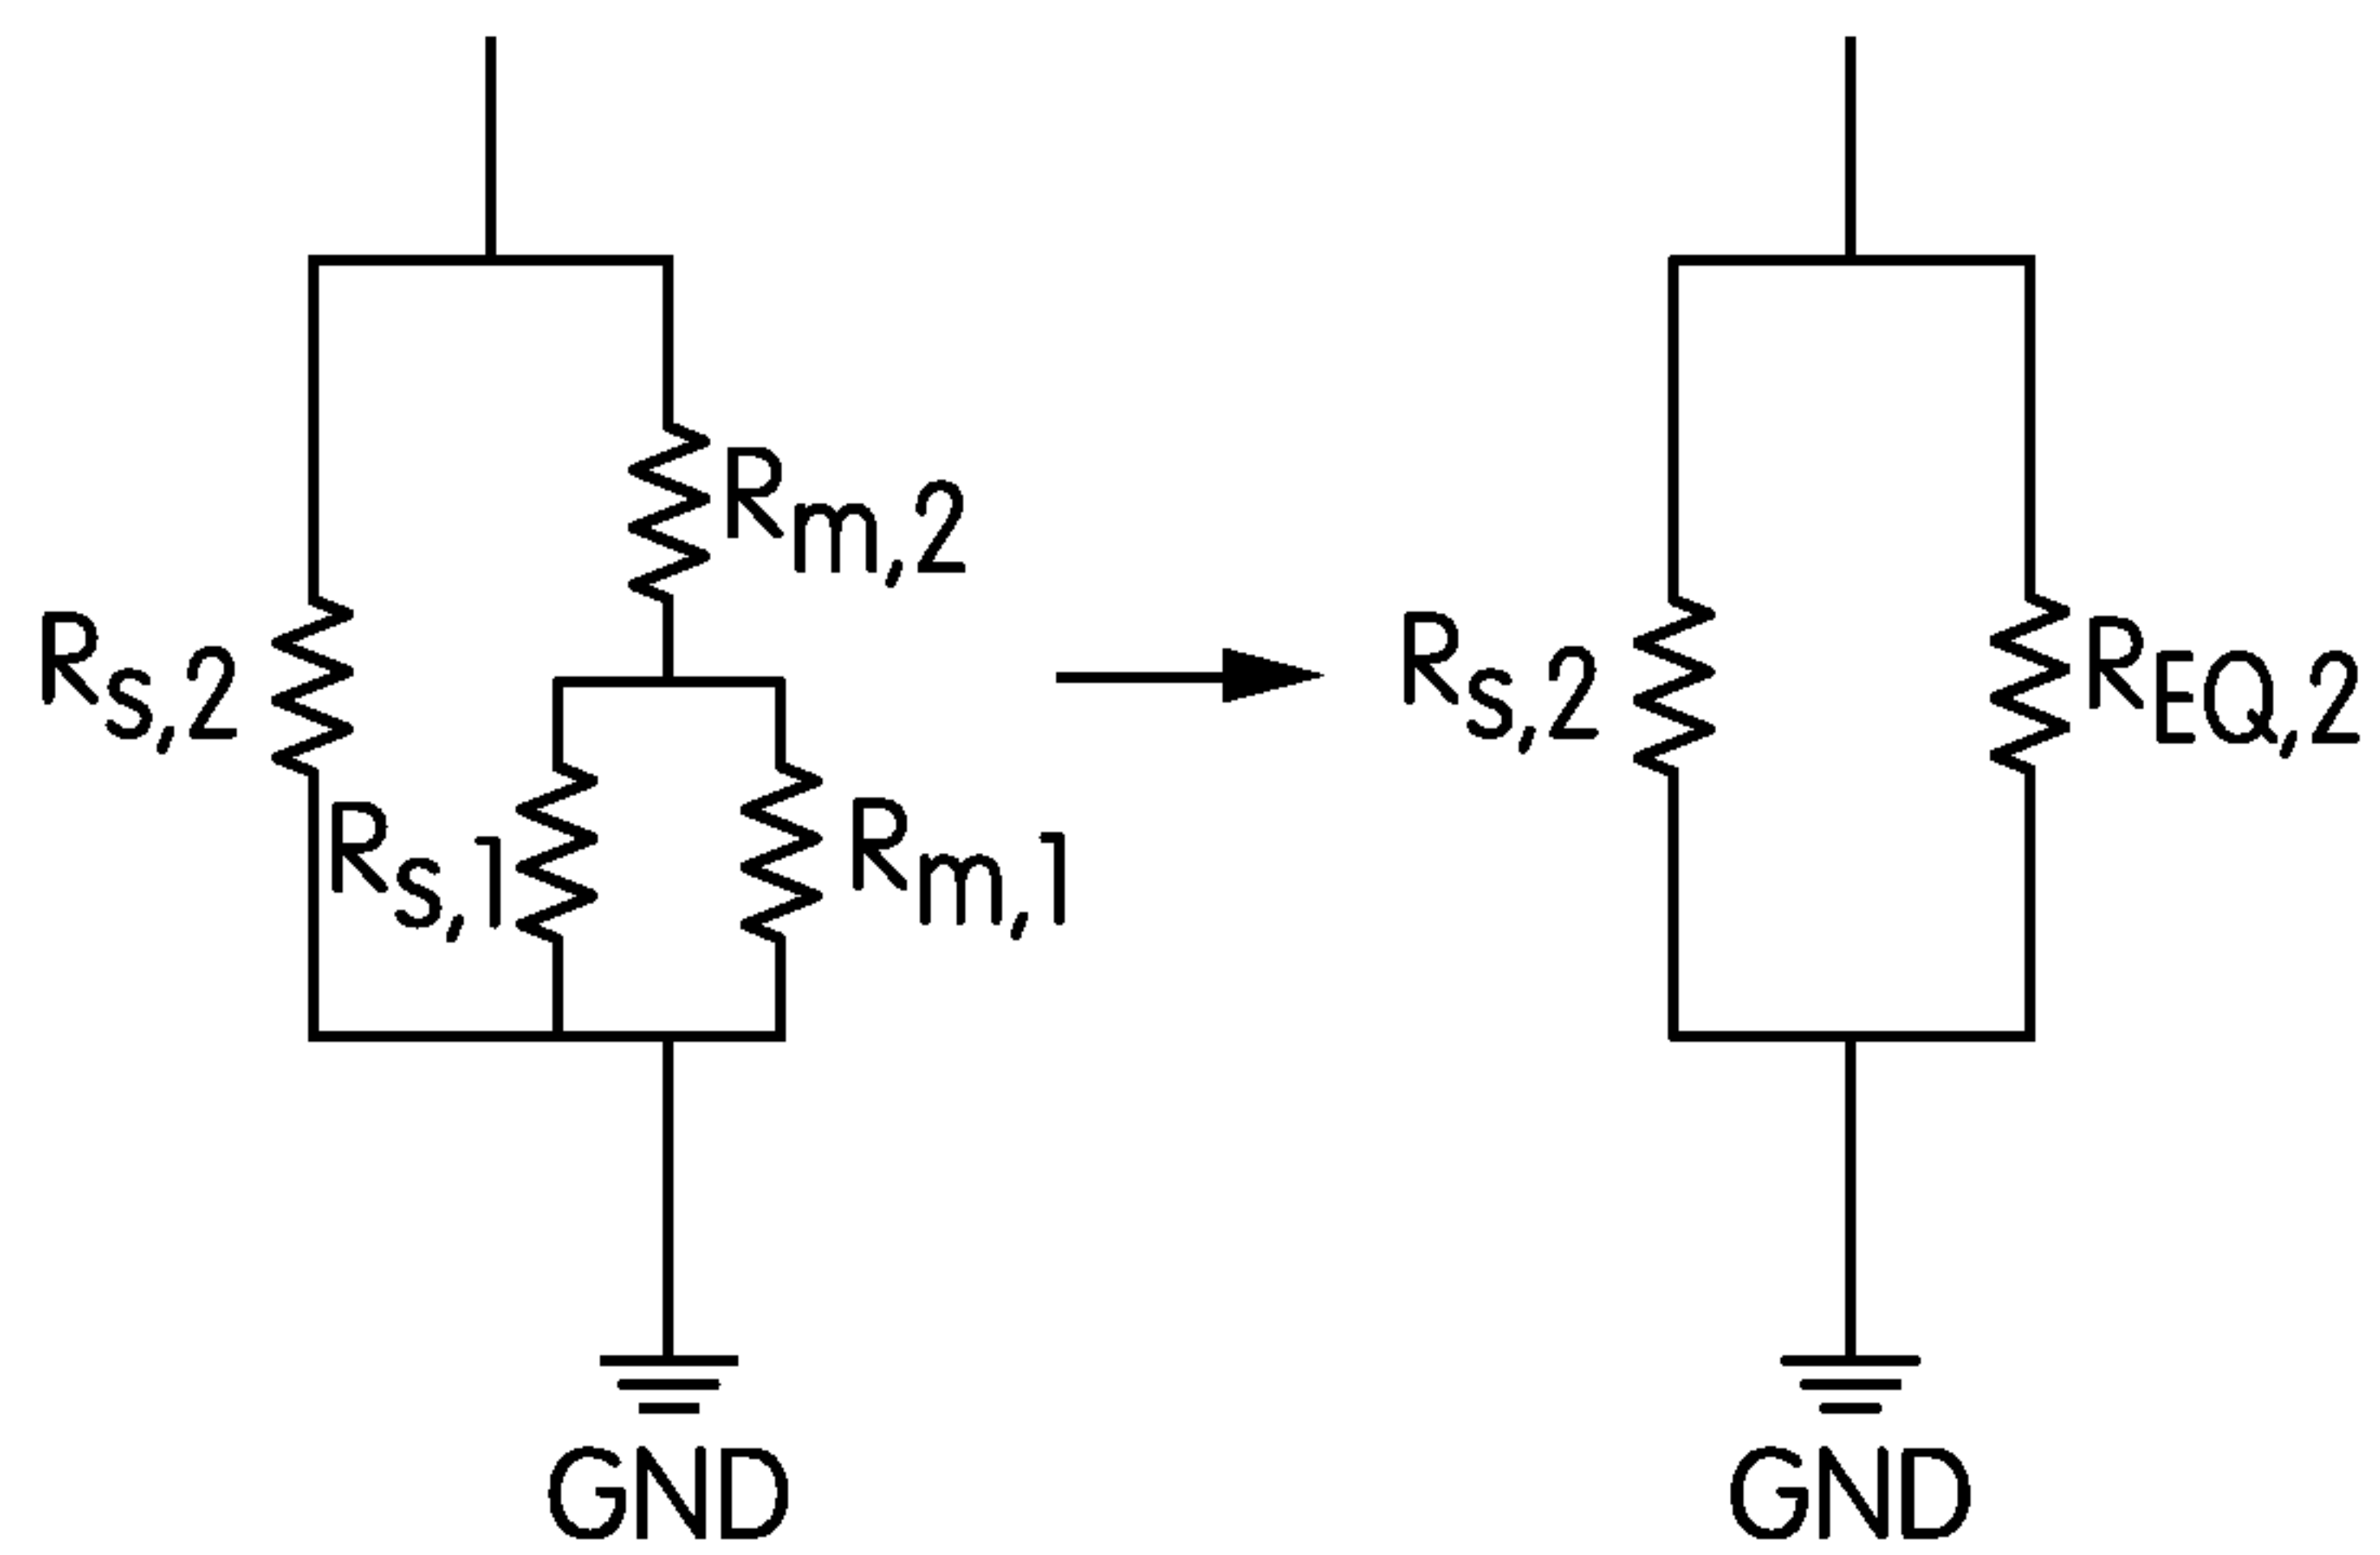 Rm,2
Rs,2
Rs,1
Rm,1
GND
Rs,2
REQ,2
GND